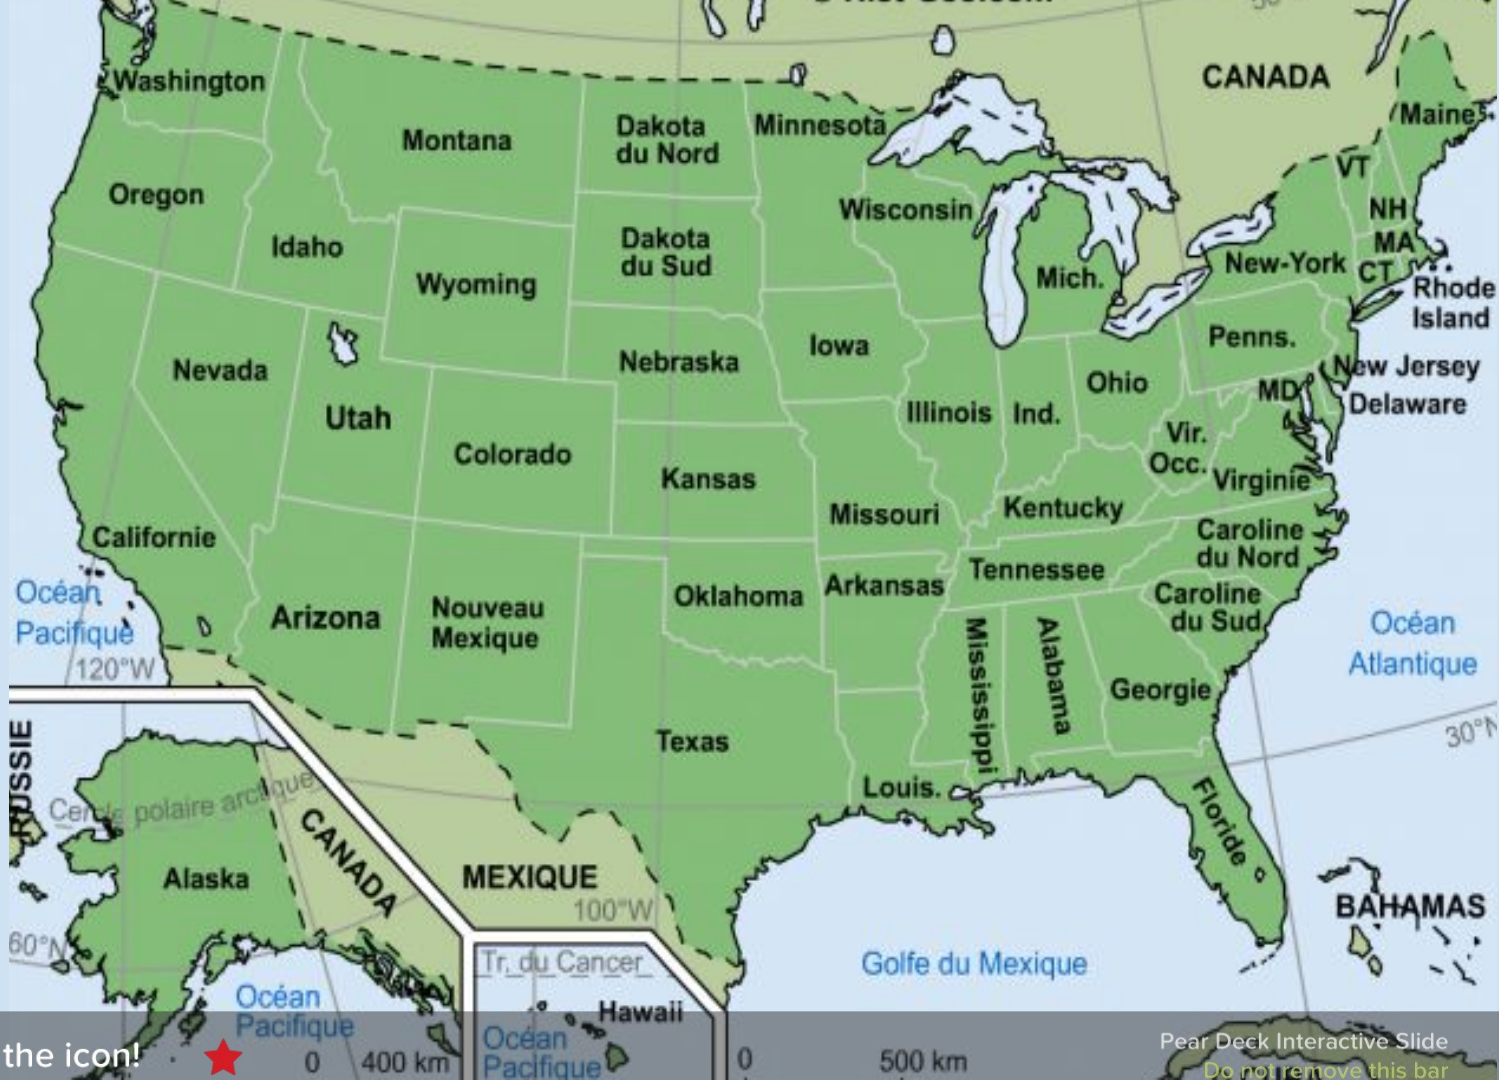 CANADA
Washington
Montana
Dakota
du Nord
Minnesota
Maine
VT
Oregon
Idaho
Wyoming
Dakota
du Sud
Wisconsin
Mich.
NH
MA
New-York
CT
Rhode
Island
Nevada
Utah
Nebraska
Iowa
Illinois
Ind.
Ohio
Penns.
New Jersey
MD
Delaware
Colorado
Kansas
Missouri
Kentucky
Vir.
Occ.
Virginie
Californie
Océan
Pacifique
120°W
Arizona
Nouveau
Mexique
Oklahoma
Arkansas
Tennessee
Caroline
du Nord
Caroline
du Sud
Océan
Atlantique
Mississippi
Alabama
Georgie
Texas
Louis.
Floride
30°N
RUSSIE
Cercle polaire arctique
CANADA
Alaska
MEXIQUE
100°W
BAHAMAS
60°N
Tr. du Cancer
Golfe du Mexique
Océan
Pacifique
Hawaii
Océan
Pacifique
the icon!
0 400 km
0 500 km
Pear Deck Interactive Slide
Do not remove this bar